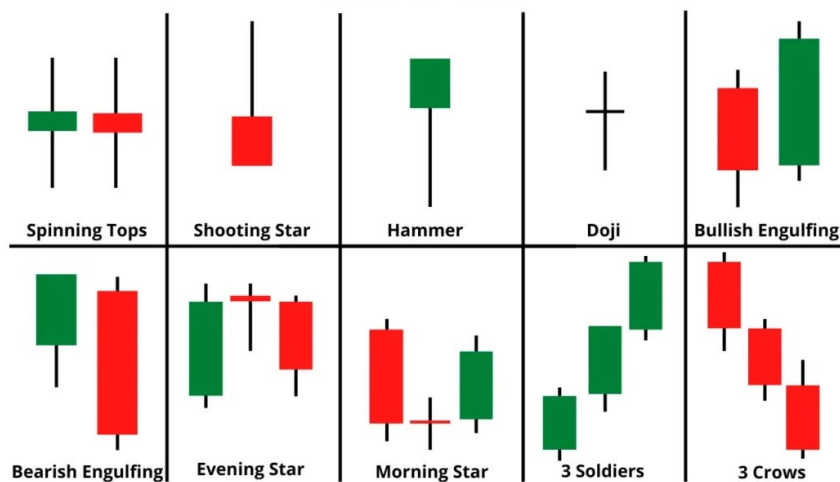 Spinning Tops
Shooting Star
Hammer
Doji
Bullish Engulfing
Bearish Engulfing
Evening Star
Morning Star
3 Soldiers
3 Crows